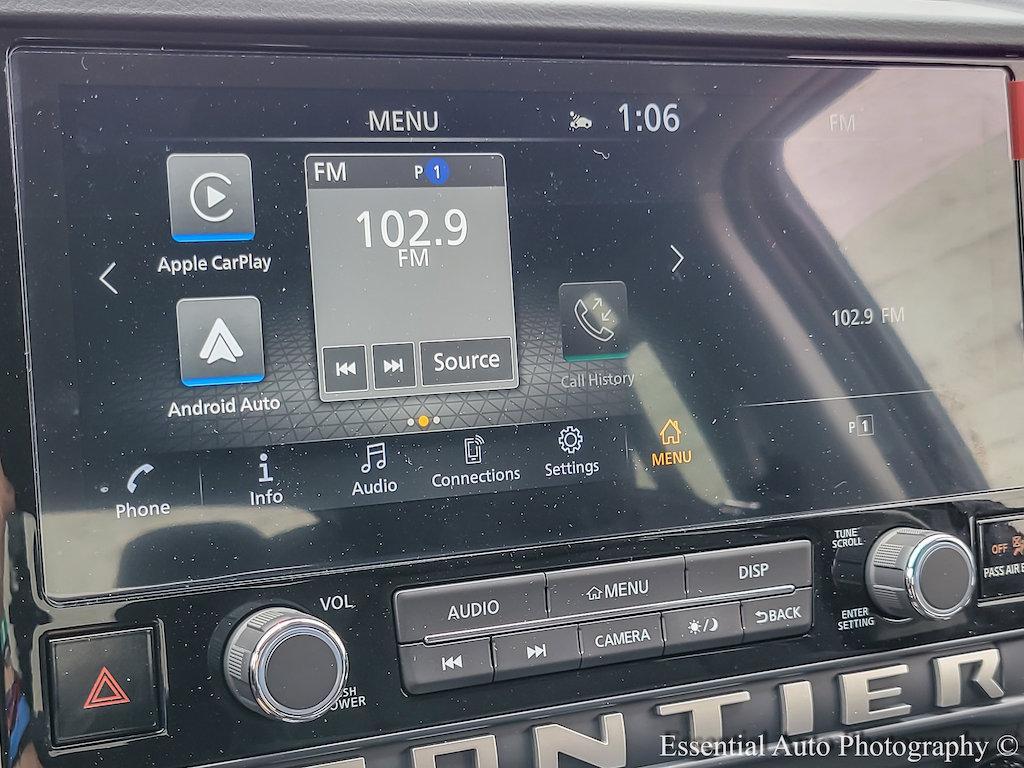 MENU 1:06 FM
FM P 1
102.9
FM
Apple CarPlay
102.9 FM
Source
Call History
Android Auto
P 1
MENU
Phone Info Audio Connections Settings
TUNE
SCROLL
OFF
PASS AIR
VOL
AUDIO MENU DISP
CAMERA BACK
ENTER
SETTING
ONTIER
Essential Auto Photography ©